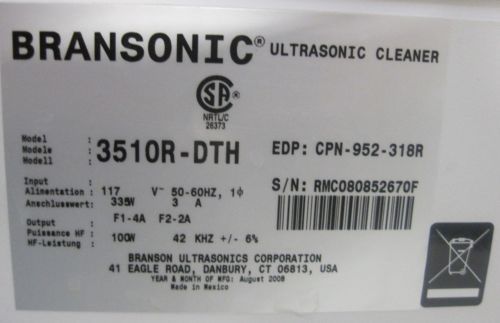 BRANSONIC® ULTRASONIC CLEANER
SA
NRTL/C
26373
Model :
Modele : 3510R-DTH EDP: CPN-952-318R
Modell :
Input : S/N: RMC080852670F
Alimentation : 117 V~ 50-60HZ, 1ϕ
Anschlusswert: 335W 3 A
Output : F1-4A F2-2A
Puissance HF :
HF-Leistung : 100W 42 KHZ +/- 6%
BRANSON ULTRASONICS CORPORATION
41 EAGLE ROAD, DANBURY, CT 06813, USA
YEAR & MONTH OF MFG: August 2008
Made in Mexico